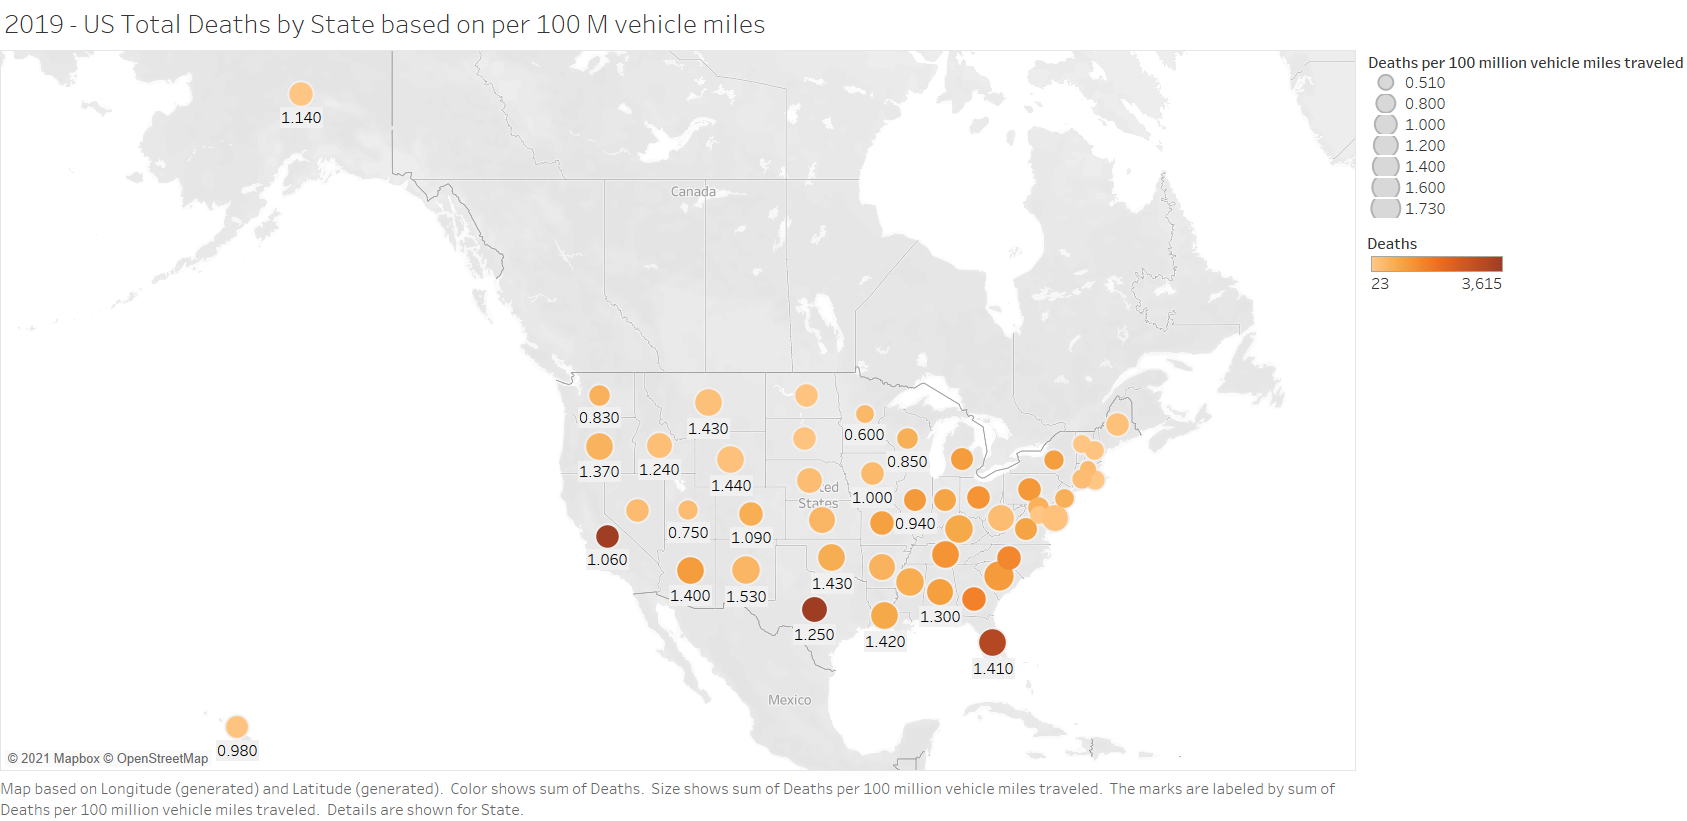 2019 - US Total Deaths by State based on per 100 M vehicle miles
Deaths per 100 million vehicle miles traveled
0.510
0.800
1.000
1.200
1.400
1.600
1.730
Deaths
23 3,615
1.140
Canada
0.830
1.430
0.600
0.850
1.370
1.240
1.440
United
States
1.000
0.750
1.090
0.940
1.060
1.400
1.530
1.430
1.300
1.250
1.420
1.410
Mexico
0.980
© 2021 Mapbox © OpenStreetMap
Map based on Longitude (generated) and Latitude (generated). Color shows sum of Deaths. Size shows sum of Deaths per 100 million vehicle miles traveled. The marks are labeled by sum of
Deaths per 100 million vehicle miles traveled. Details are shown for State.